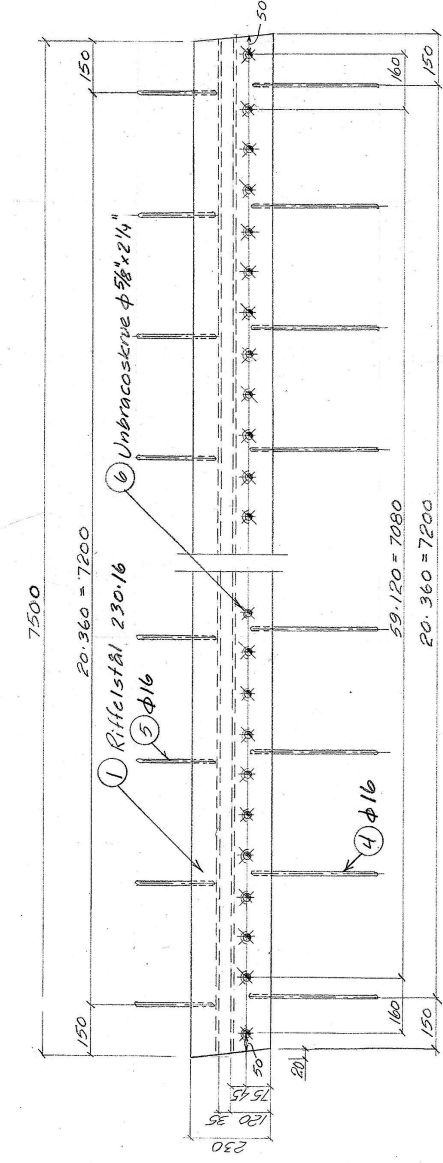 7500
150
20·360 = 7200
150
① Riffelstål 230·16
⑤ ϕ16
⑥ Unbracoskrue ϕ 5/8"x2 1/4"
50
50
④ ϕ16
230
120
35
75
45
20
160
59·120 = 7080
160
150
20·360 = 7200
150